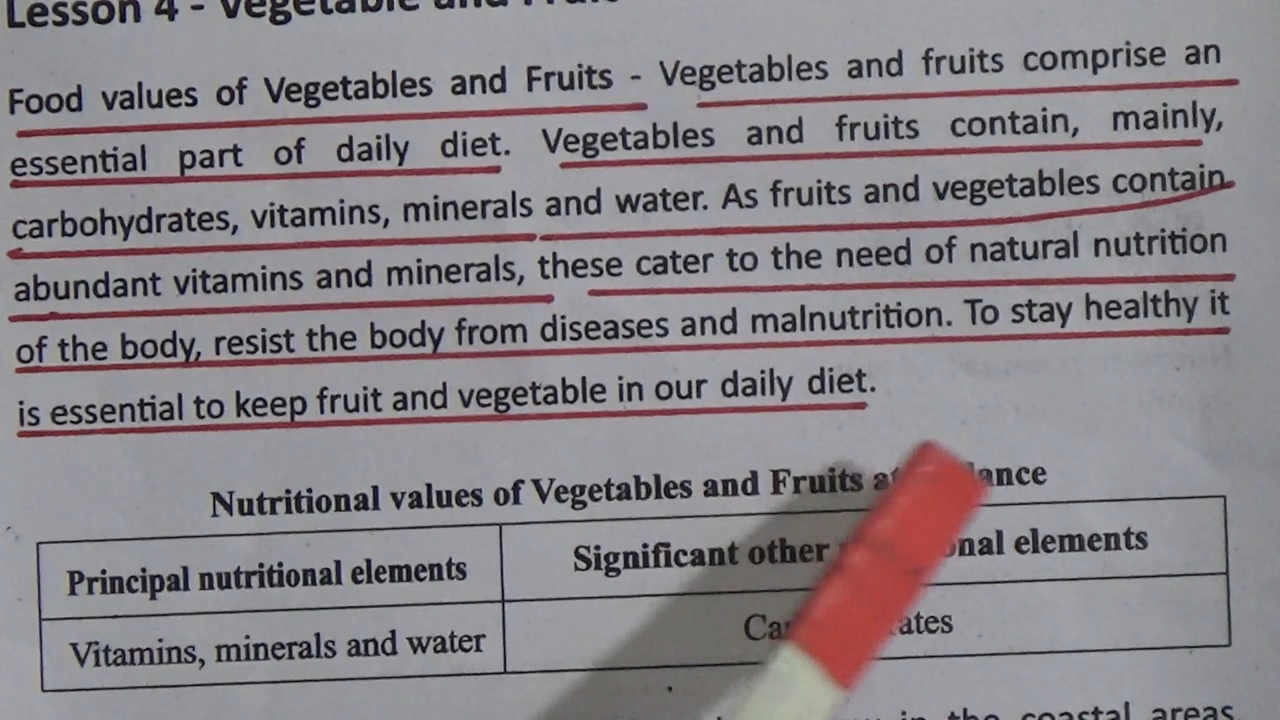 Lesson 4 - Vegetable and Fruit
Food values of Vegetables and Fruits - Vegetables and fruits comprise an
essential part of daily diet. Vegetables and fruits contain, mainly,
carbohydrates, vitamins, minerals and water. As fruits and vegetables contain
abundant vitamins and minerals, these cater to the need of natural nutrition
of the body, resist the body from diseases and malnutrition. To stay healthy it
is essential to keep fruit and vegetable in our daily diet.
Nutritional values of Vegetables and Fruits
Principal nutritional elements
Significant other elements
Vitamins, minerals and water
in the coastal areas